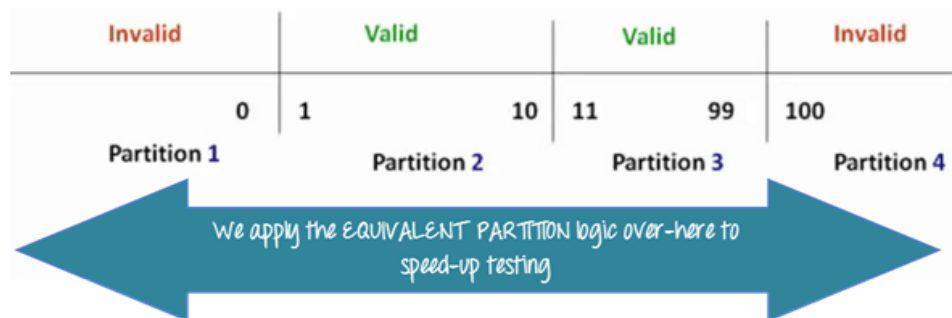 Invalid Valid Valid Invalid
0 1 10 11 99 100
Partition 1 Partition 2 Partition 3 Partition 4
We apply the EQUIVALENT PARTITION logic over-here to
speed-up testing